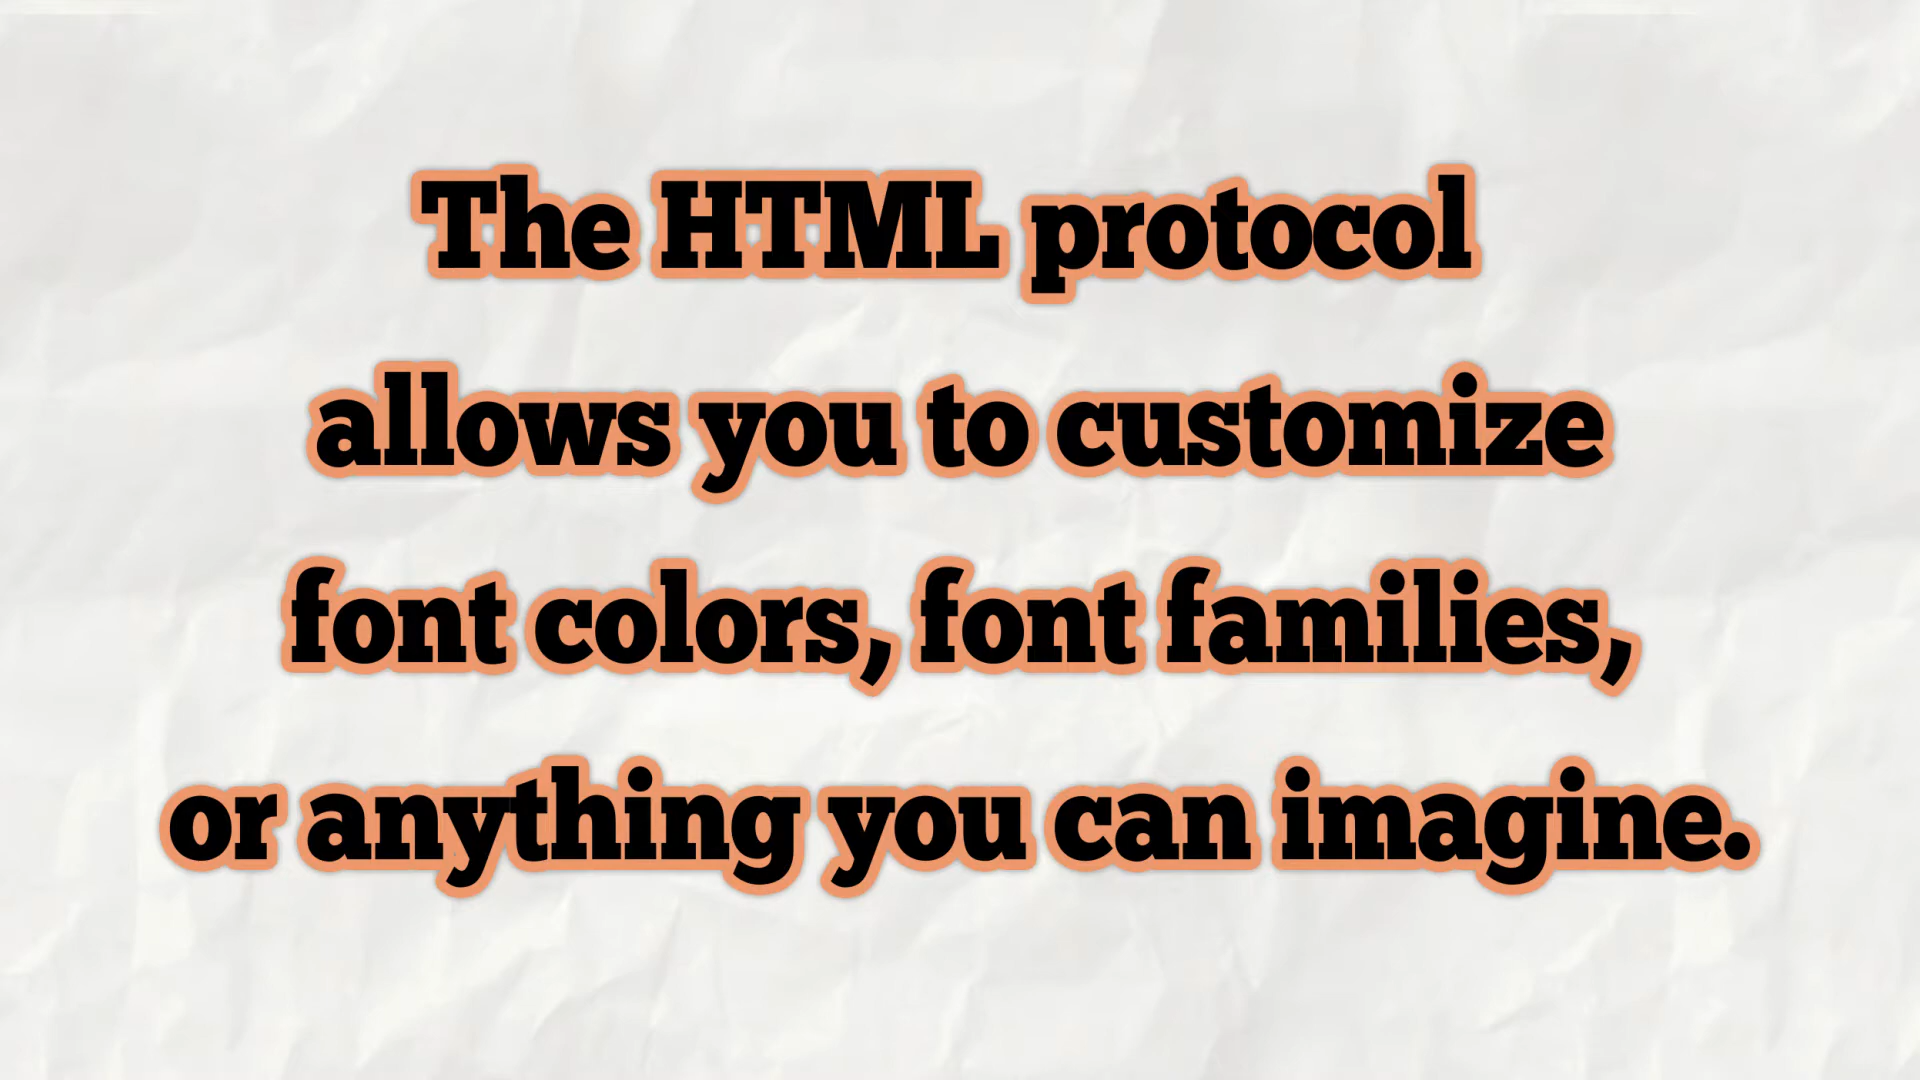 The HTML protocol
allows you to customize
font colors, font families,
or anything you can imagine.